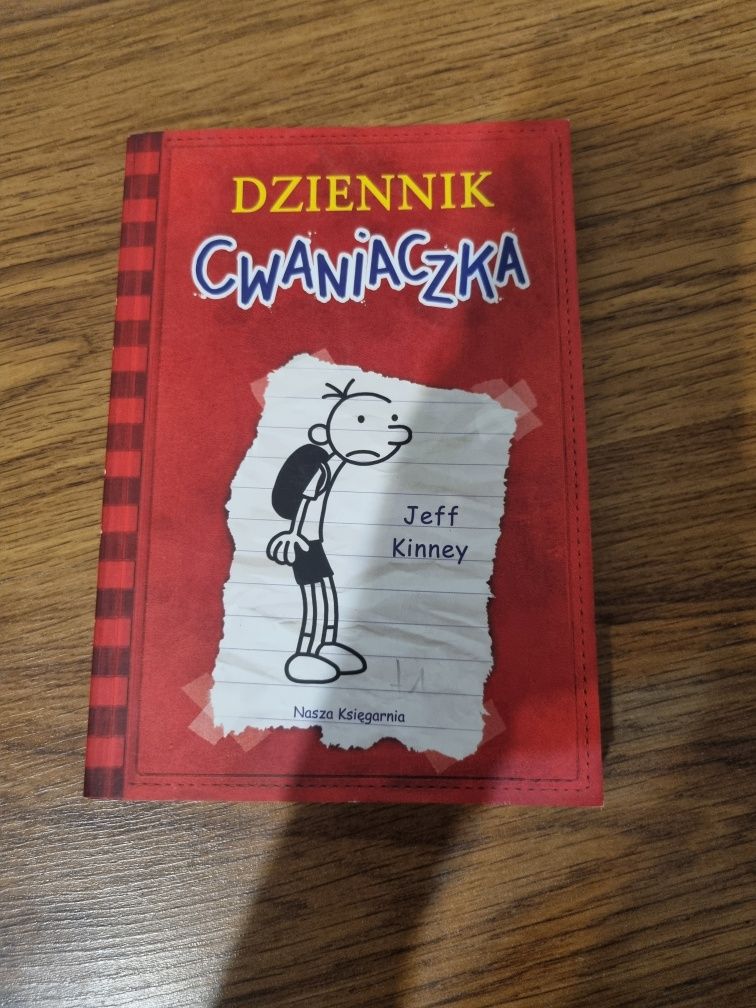 DZIENNIK
CWANIACZKA
Jeff
Kinney
Nasza Księgarnia